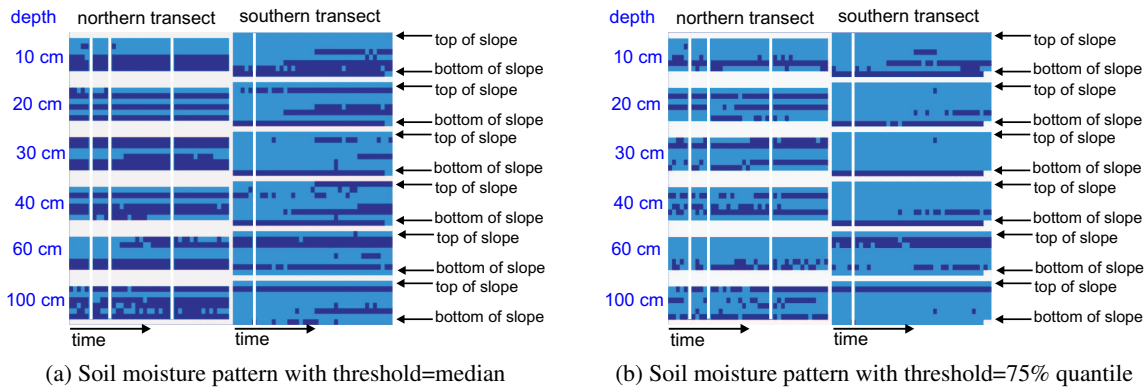 depth northern transect southern transect
10 cm
top of slope
bottom of slope
20 cm
top of slope
bottom of slope
30 cm
top of slope
bottom of slope
40 cm
top of slope
bottom of slope
60 cm
top of slope
bottom of slope
100 cm
top of slope
bottom of slope
time time
(a) Soil moisture pattern with threshold=median
depth northern transect southern transect
10 cm
top of slope
bottom of slope
20 cm
top of slope
bottom of slope
30 cm
top of slope
bottom of slope
40 cm
top of slope
bottom of slope
60 cm
top of slope
bottom of slope
100 cm
top of slope
bottom of slope
time time
(b) Soil moisture pattern with threshold=75% quantile